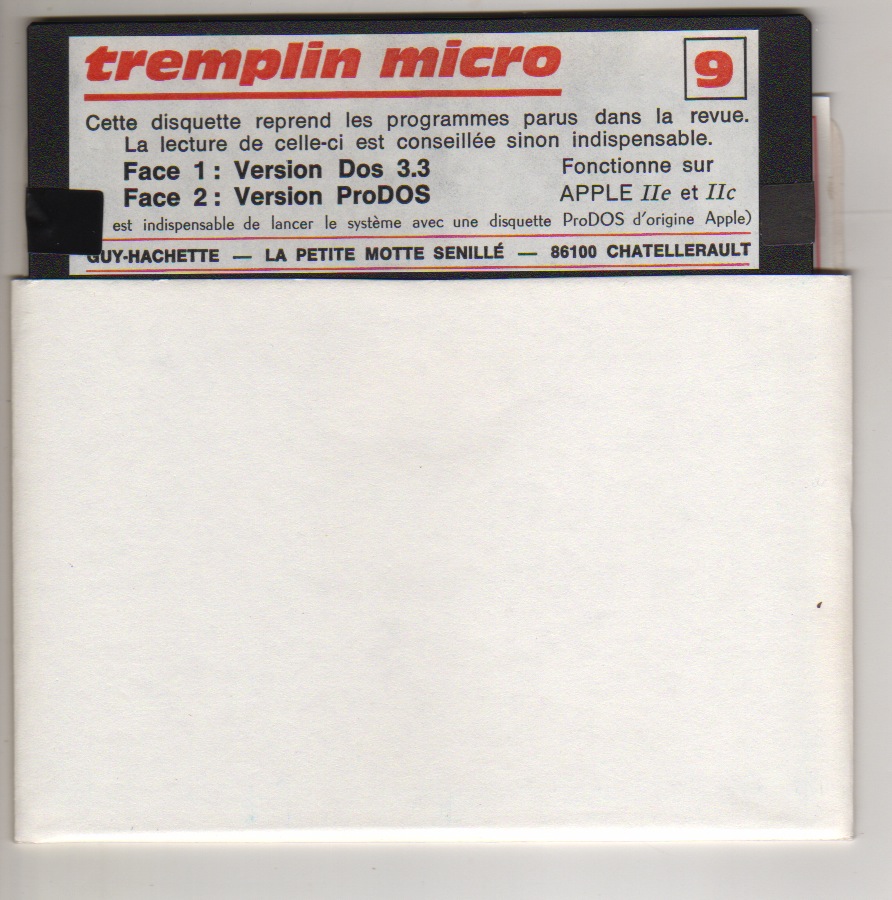 tremplin micro 9
Cette disquette reprend les programmes parus dans la revue.
La lecture de celle-ci est conseillée sinon indispensable.
Face 1 : Version Dos 3.3 Fonctionne sur
Face 2 : Version ProDOS APPLE IIe et IIc
est indispensable de lancer le système avec une disquette ProDOS d'origine Apple)
GUY-HACHETTE — LA PETITE MOTTE SENILLÉ — 86100 CHATELLERAULT